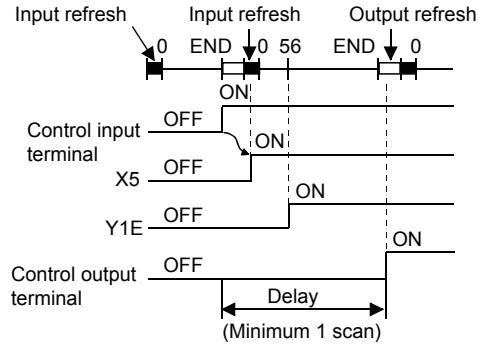 Input refresh
Input refresh
Output refresh
0 END 0 56 END 0
ON
Control input terminal
OFF
ON
X5
OFF
ON
Y1E
OFF
ON
Control output terminal
OFF
Delay
(Minimum 1 scan)